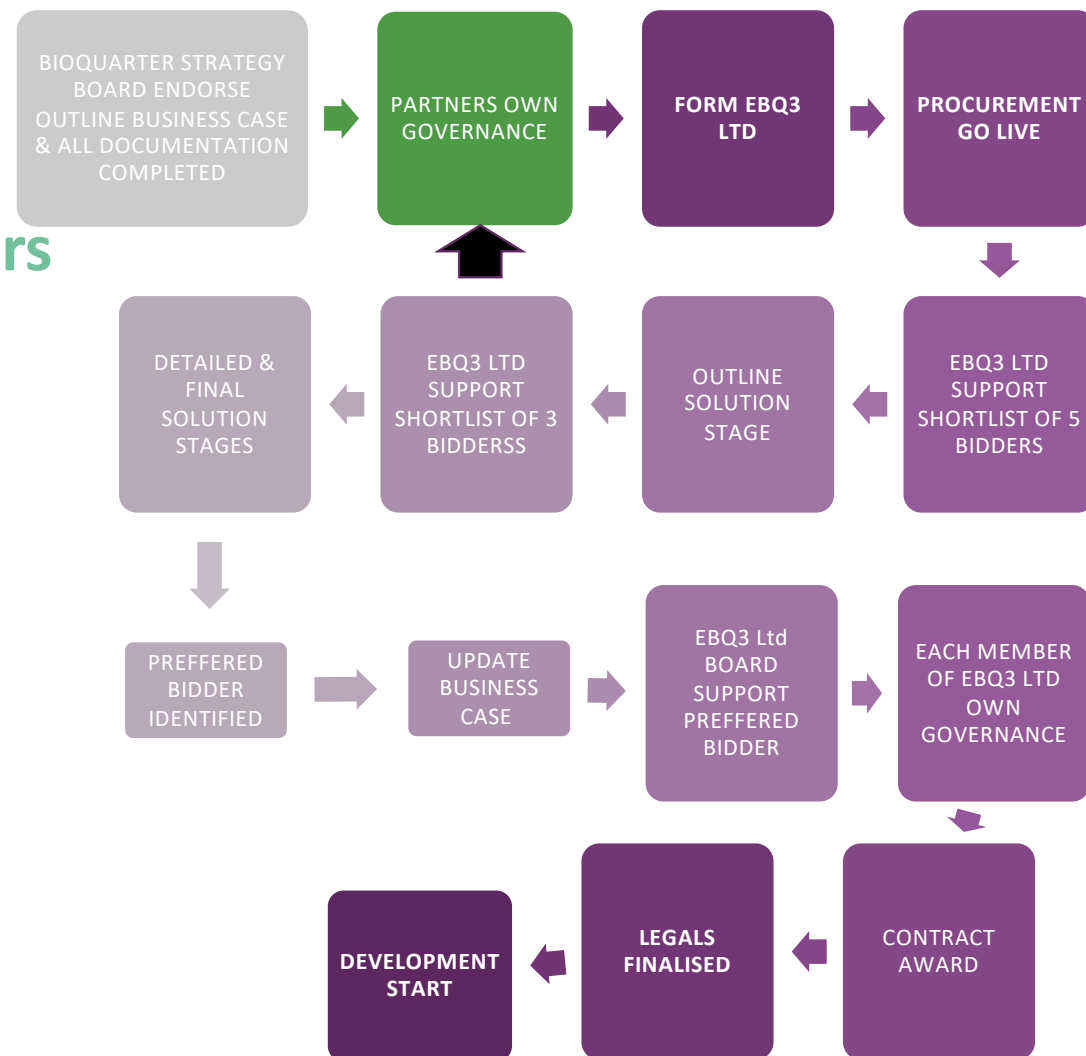 BIOQUARTER STRATEGY
BOARD ENDORSE
OUTLINE BUSINESS CASE
& ALL DOCUMENTATION
COMPLETED
PARTNERS OWN
GOVERNANCE
FORM EBQ3
LTD
PROCUREMENT
GO LIVE
rs
DETAILED &
FINAL
SOLUTION
STAGES
EBQ3 LTD
SUPPORT
SHORTLIST OF 3
BIDDERSS
OUTLINE
SOLUTION
STAGE
EBQ3 LTD
SUPPORT
SHORTLIST OF 5
BIDDERS
PREFFERED
BIDDER
IDENTIFIED
UPDATE
BUSINESS
CASE
EBQ3 Ltd
BOARD
SUPPORT
PREFFERED
BIDDER
EACH MEMBER
OF EBQ3 LTD
OWN
GOVERNANCE
DEVELOPMENT
START
LEGALS
FINALISED
CONTRACT
AWARD